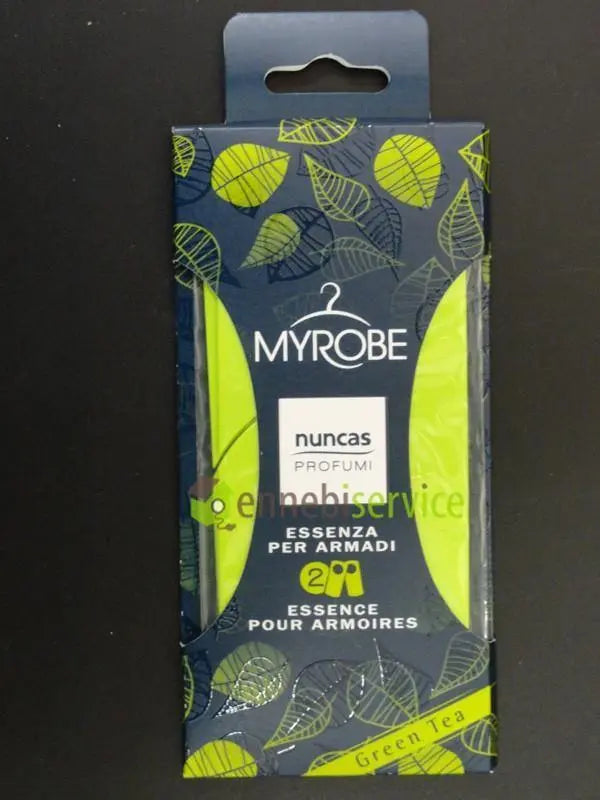 MYROBE
nuncas
PROFUMI
ennebiservice
ESSENZA
PER ARMADI
2
ESSENCE
POUR ARMOIRES
Green Tea